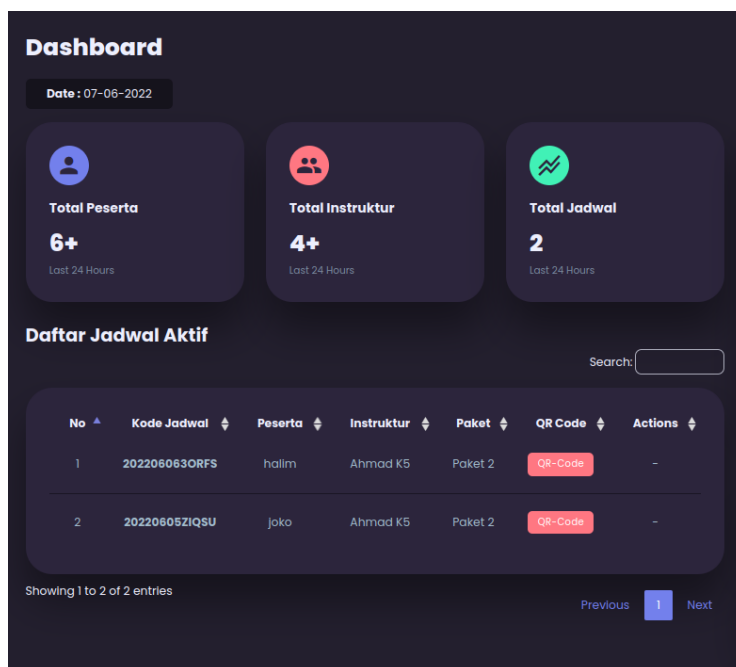 Dashboard
Date : 07-06-2022
Total Peserta
6+
Last 24 Hours
Total Instruktur
4+
Last 24 Hours
Total Jadwal
2
Last 24 Hours
Daftar Jadwal Aktif
Search:
No Kode Jadwal Peserta Instruktur Paket QR Code Actions
1 202206063ORFS halim Ahmad K5 Paket 2 QR-Code -
2 20220605ZIQSU joko Ahmad K5 Paket 2 QR-Code -
Showing 1 to 2 of 2 entries
Previous 1 Next